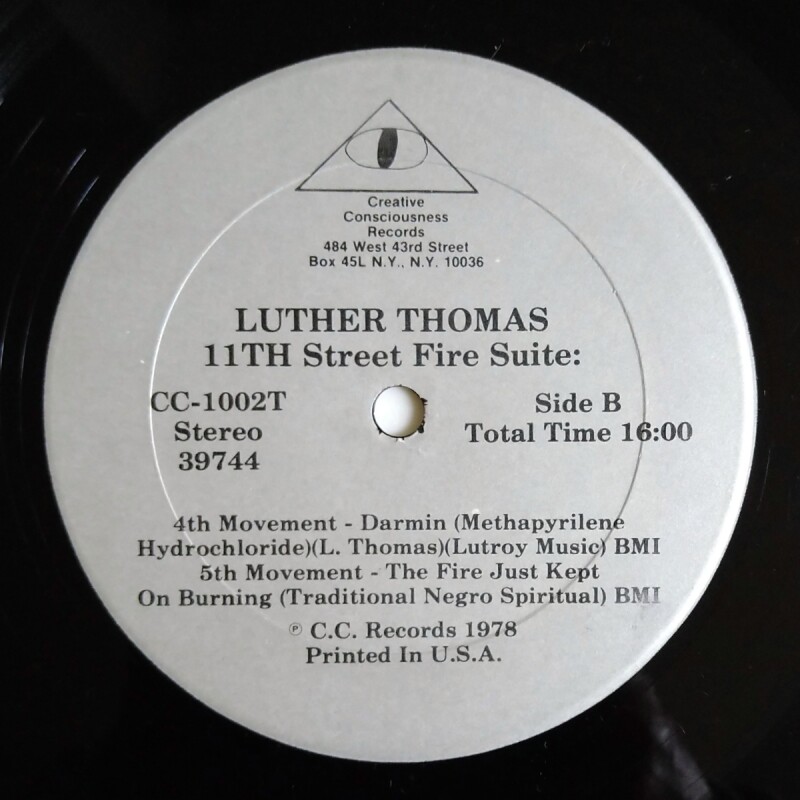 Creative
Consciousness
Records
484 West 43rd Street
Box 45L N.Y., N.Y. 10036
LUTHER THOMAS
11TH Street Fire Suite:
CC-1002T
Stereo
39744
Side B
Total Time 16:00
4th Movement - Darmin (Methapyrilene
Hydrochloride)(L. Thomas)(Lutroy Music) BMI
5th Movement - The Fire Just Kept
On Burning (Traditional Negro Spiritual) BMI
℗ C.C. Records 1978
Printed In U.S.A.